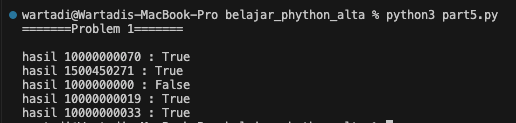 wartadi@Wartadis-MacBook-Pro belajar_phython_alta % python3 part5.py
=======Problem 1=======
hasil 10000000070 : True
hasil 1500450271 : True
hasil 1000000000 : False
hasil 10000000019 : True
hasil 10000000033 : True